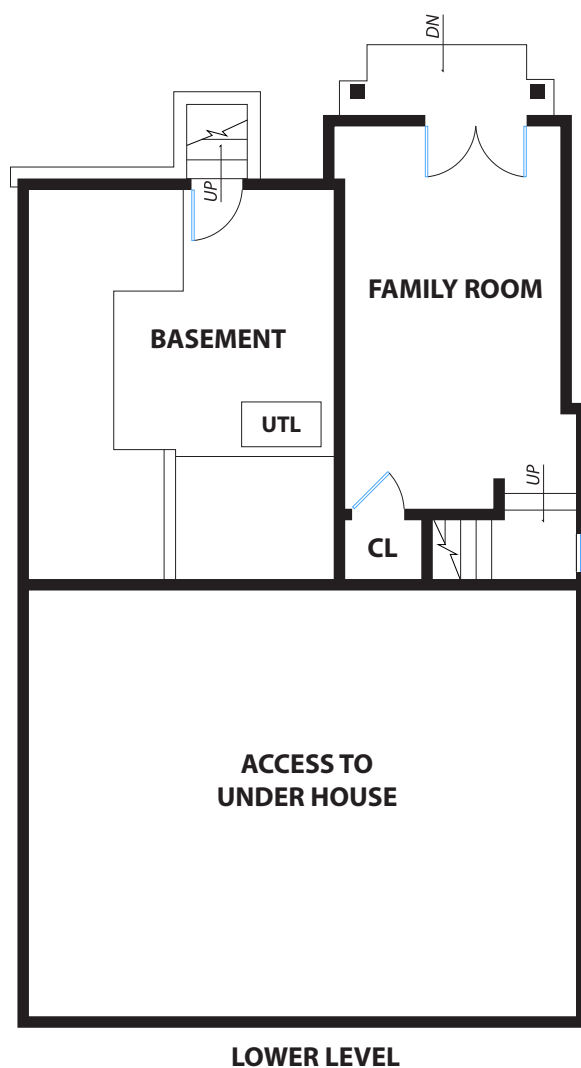 DN
UP
FAMILY ROOM
BASEMENT
UTL
UP
CL
ACCESS TO
UNDER HOUSE
LOWER LEVEL